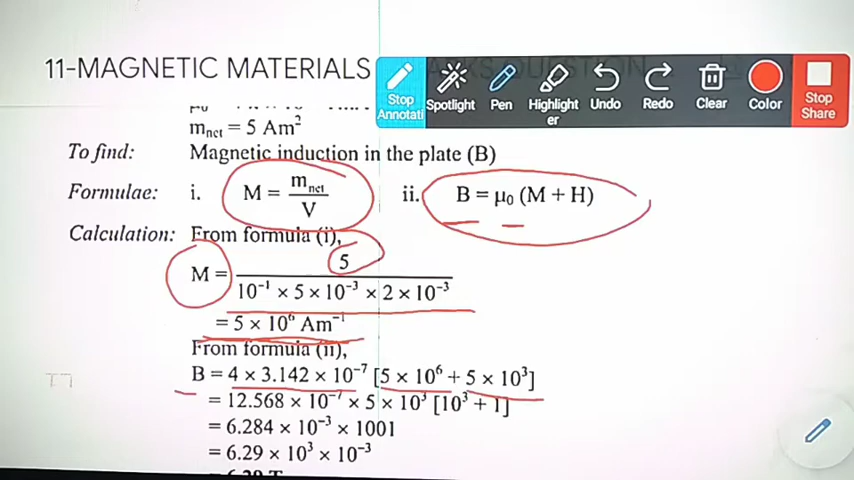 11-MAGNETIC MATERIALS
Stop Annotati
Spotlight
Pen
Highlight er
Undo
Redo
Clear
Color
Stop Share
m_net = 5 Am²
To find: Magnetic induction in the plate (B)
Formulae: i. M = m_net / V ii. B = μ₀ (M + H)
Calculation: From formula (i),
M = 5 / 10⁻¹ × 5 × 10⁻³ × 2 × 10⁻³
= 5 × 10⁶ Am⁻¹
From formula (ii),
B = 4 × 3.142 × 10⁻⁷ [5 × 10⁶ + 5 × 10³]
= 12.568 × 10⁻⁷ × 5 × 10³ [10³ + 1]
= 6.284 × 10⁻³ × 1001
= 6.29 × 10³ × 10⁻³